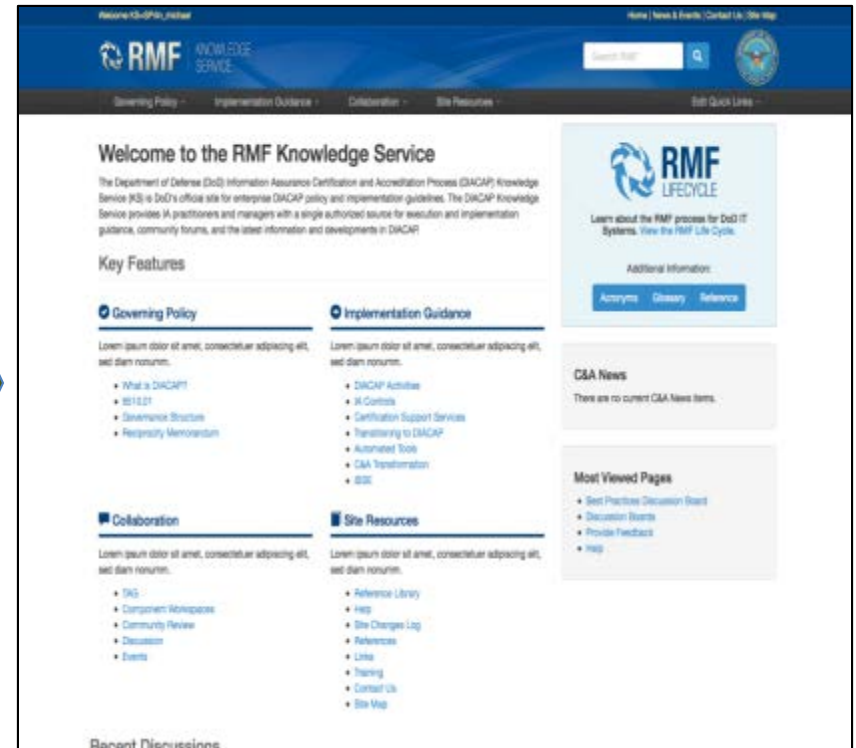 Welcome
Home | News & Events | Contact Us | Site Map
RMF KNOWLEDGE
SERVICE
Search RMF
Governing Policy
Implementation Guidance
Collaboration
Site Resources
Edit Quick Links
Welcome to the RMF Knowledge Service
The Department of Defense (DoD) Information Assurance Certification and Accreditation Process (DIACAP) Knowledge
Service (KS) is DoD's official site for enterprise DIACAP policy and implementation guidelines. The DIACAP Knowledge
Service provides IA practitioners and managers with a single authorized source for execution and implementation
guidance, community forums, and the latest information and developments in DIACAP.
Key Features
Governing Policy
Lorem ipsum dolor sit amet, consectetuer adipiscing elit,
sed diam nonumm.
What is DIACAP?
8510.01
Governance Structure
Reciprocity Memorandum
Implementation Guidance
Lorem ipsum dolor sit amet, consectetuer adipiscing elit,
sed diam nonumm.
DIACAP Activities
IA Controls
Certification Support Services
Transitioning to DIACAP
Automated Tools
C&A Transformation
Collaboration
Lorem ipsum dolor sit amet, consectetuer adipiscing elit,
sed diam nonumm.
TAG
Component Workspaces
Community Review
Discussion
Events
Site Resources
Lorem ipsum dolor sit amet, consectetuer adipiscing elit,
sed diam nonumm.
Reference Library
Help
Site Changes Log
References
Links
Training
Contact Us
Site Map
RMF
LIFECYCLE
Learn about the RMF process for DoD IT
Systems. View the RMF Life Cycle.
Additional Information:
Acronyms Glossary Reference
C&A News
There are no current C&A News items.
Most Viewed Pages
Best Practices Discussion Board
Discussion Boards
Provide Feedback
Help
Recent Discussions